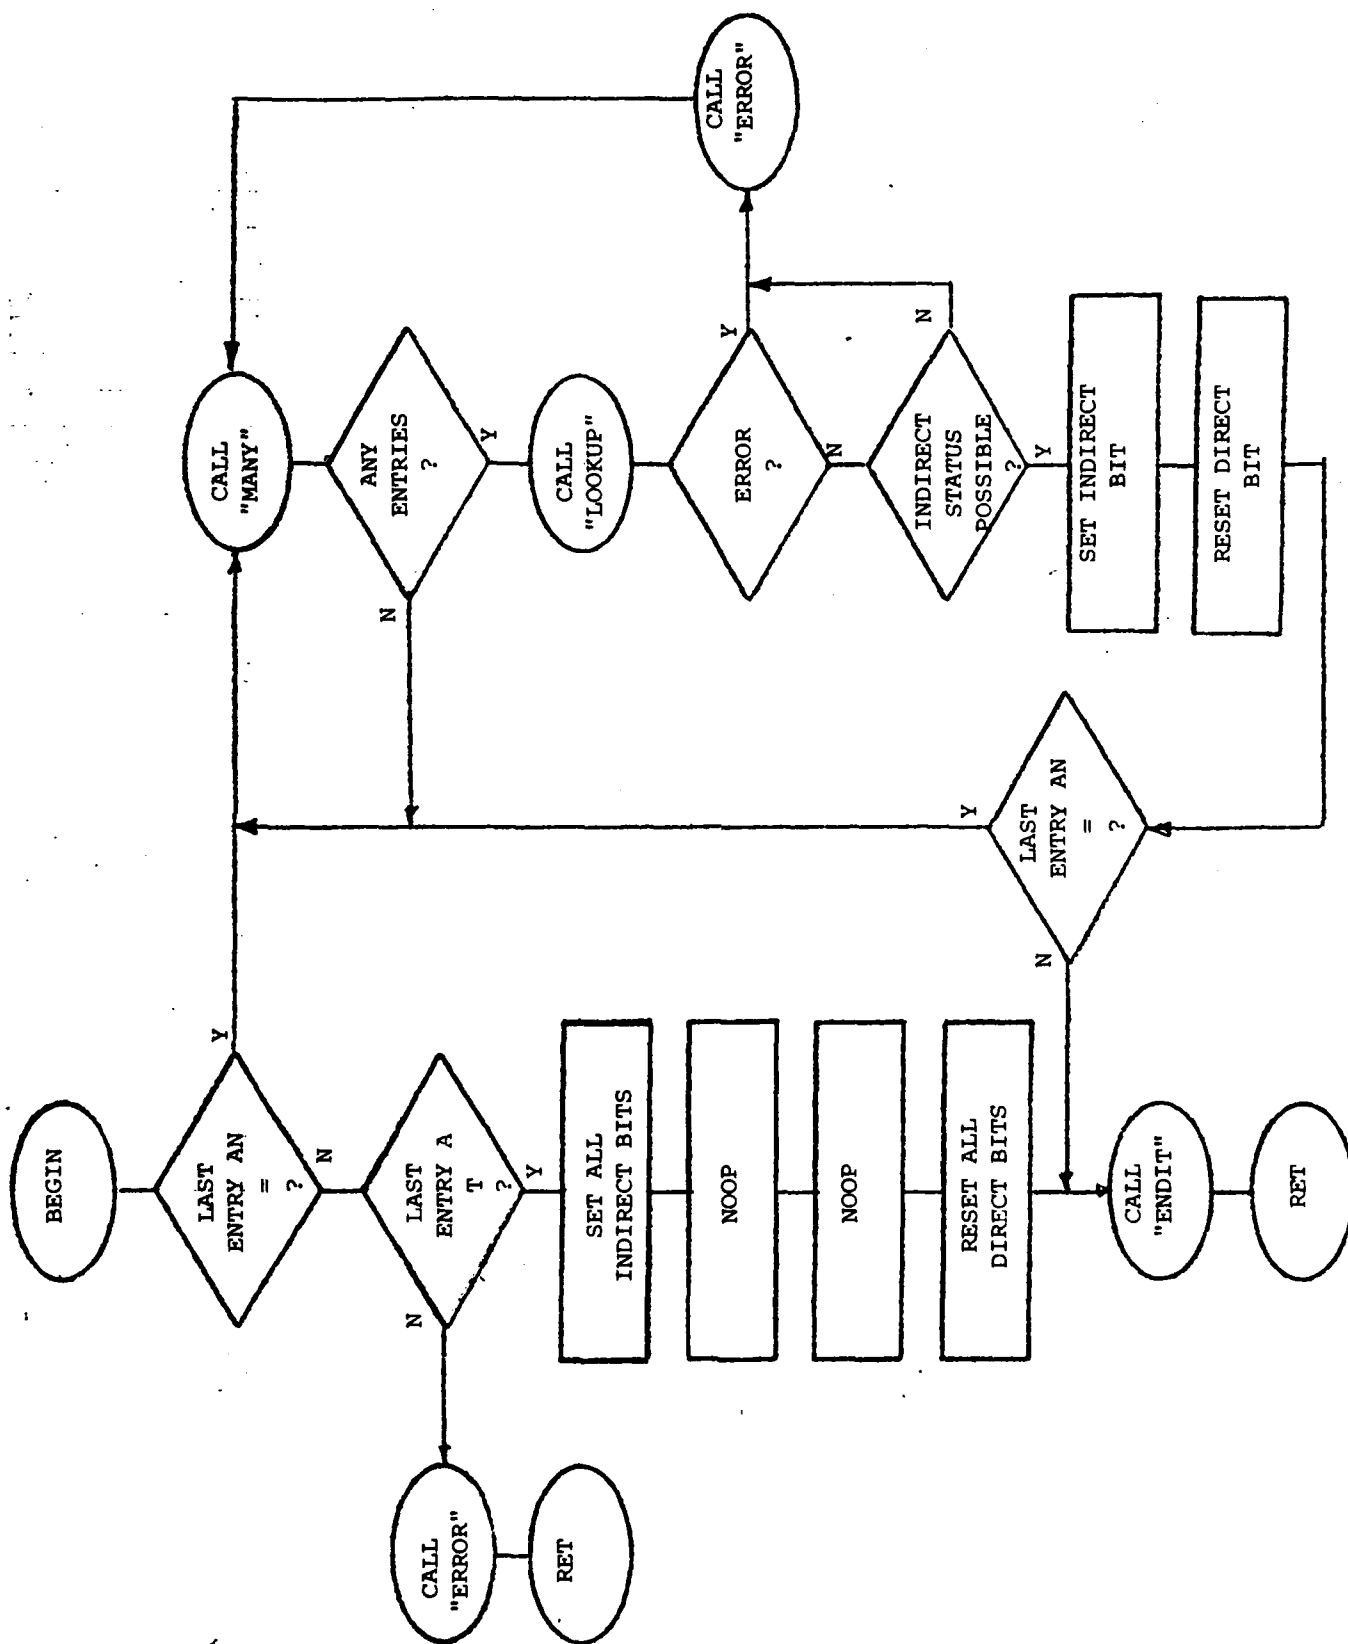 BEGIN
LAST
ENTRY AN
=
?
Y
N
LAST
ENTRY A
T
?
N
Y
CALL
"ERROR"
RET
SET ALL
INDIRECT BITS
NOOP
NOOP
RESET ALL
DIRECT BITS
CALL
"ENDIT"
RET
CALL
"MANY"
ANY
ENTRIES
?
N
Y
CALL
"LOOKUP"
ERROR
?
Y
N
CALL
"ERROR"
INDIRECT
STATUS
POSSIBLE
?
N
Y
SET INDIRECT
BIT
RESET DIRECT
BIT
LAST
ENTRY AN
=
?
Y
N